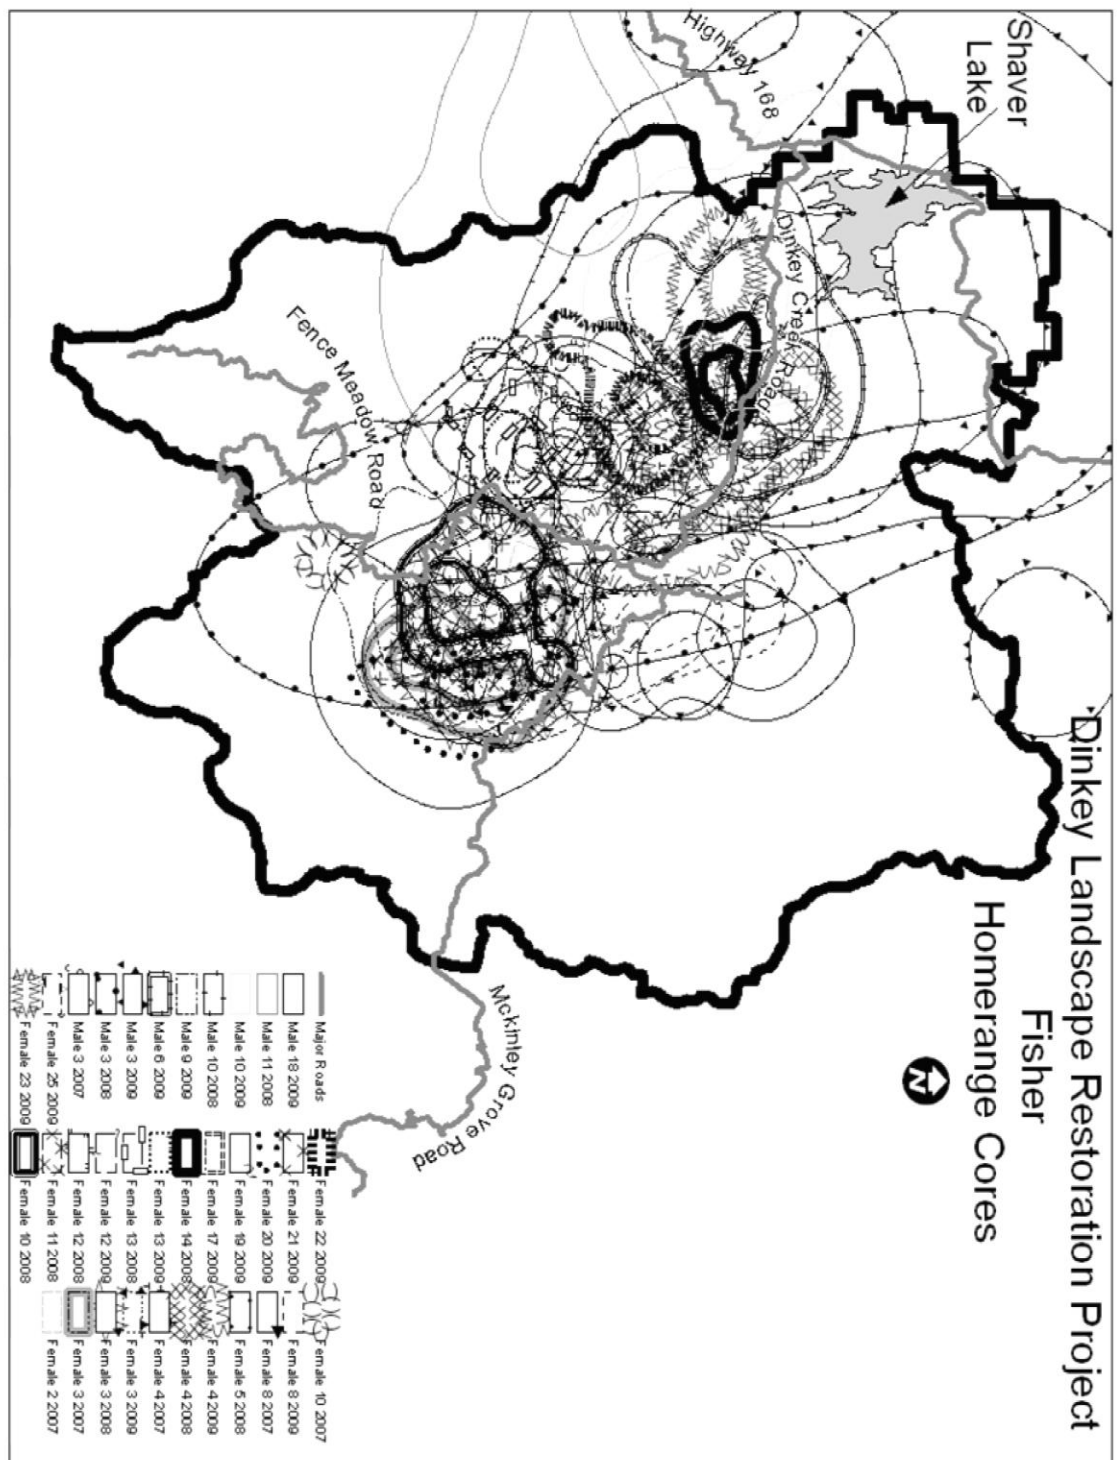 Dinkey Landscape Restoration Project
Fisher
Homerange Cores
N
Shaver
Lake
Highway 168
Dinkey Creek Road
Fence Meadow Road
McKinley Grove Road
Major Roads
Male 18 2009
Male 11 2008
Male 10 2009
Male 10 2008
Male 9 2009
Male 6 2009
Male 3 2009
Male 3 2008
Male 3 2007
Female 25 2009
Female 23 2009
Female 22 2009
Female 21 2009
Female 20 2009
Female 19 2009
Female 17 2009
Female 14 2008
Female 13 2009
Female 13 2008
Female 12 2009
Female 12 2008
Female 11 2008
Female 10 2008
Female 10 2007
Female 8 2009
Female 8 2007
Female 5 2008
Female 4 2009
Female 4 2008
Female 4 2007
Female 3 2009
Female 3 2008
Female 3 2007
Female 2 2007